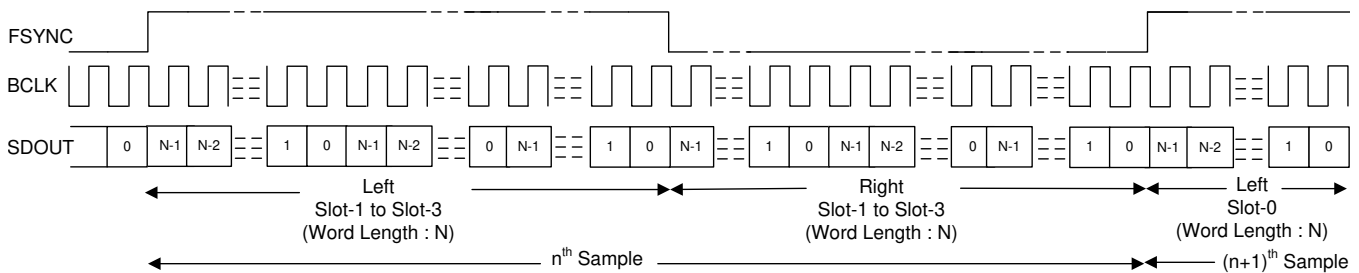 FSYNC
BCLK
SDOUT
0 N-1 N-2 1 0 N-1 N-2 0 N-1 1 0 N-1 1 0 N-1 N-2 0 N-1 1 0 N-1 N-2 1 0
Left
Slot-1 to Slot-3
(Word Length : N)
Right
Slot-1 to Slot-3
(Word Length : N)
Left
Slot-0
(Word Length : N)
nth Sample
(n+1)th Sample